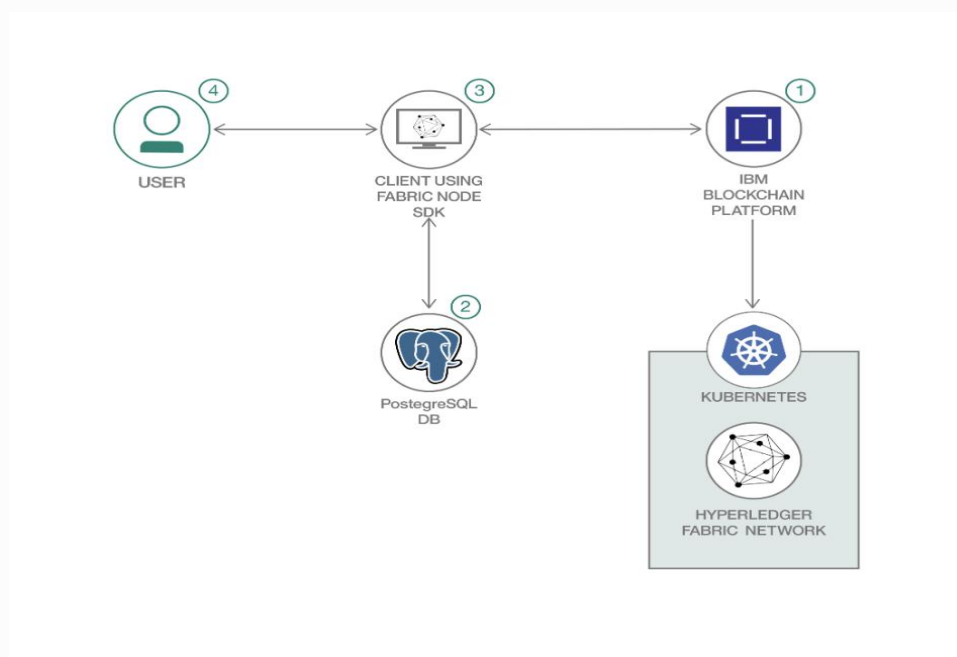 4
3
1
USER
CLIENT USING
FABRIC NODE
SDK
IBM
BLOCKCHAIN
PLATFORM
2
PostegreSQL
DB
KUBERNETES
HYPERLEDGER
FABRIC NETWORK